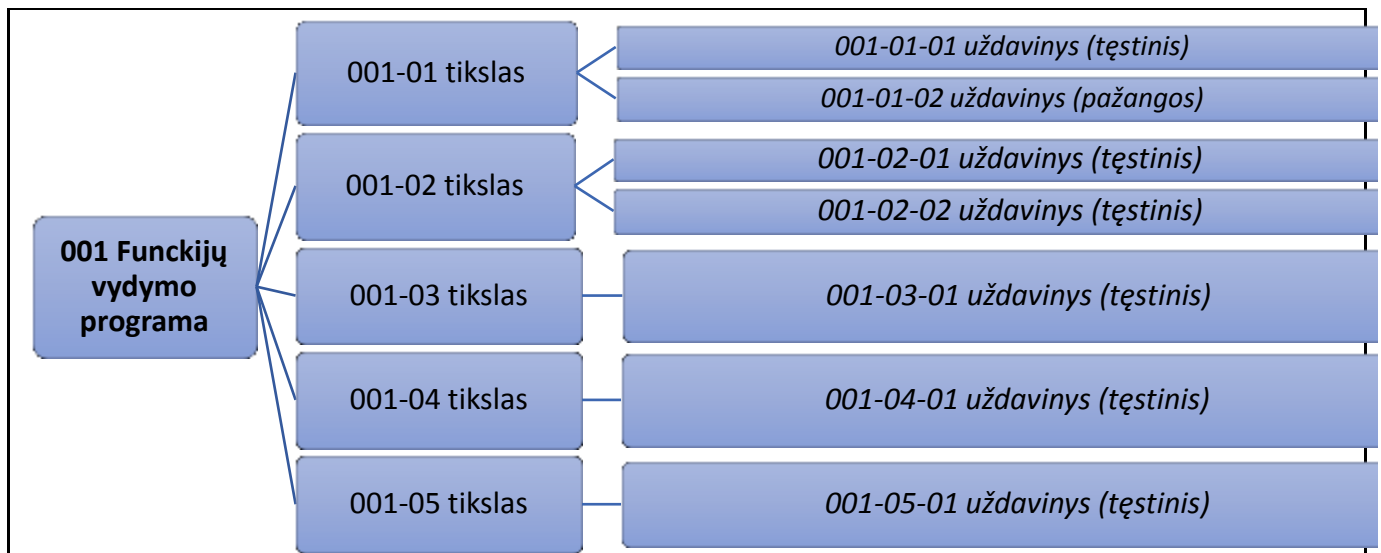 001-01 tikslas
001-01-01 uždavinys (tęstinis)
001-01-02 uždavinys (pažangos)
001-02 tikslas
001-02-01 uždavinys (tęstinis)
001-02-02 uždavinys (tęstinis)
001 Funckijų
vydymo
programa
001-03 tikslas
001-03-01 uždavinys (tęstinis)
001-04 tikslas
001-04-01 uždavinys (tęstinis)
001-05 tikslas
001-05-01 uždavinys (tęstinis)